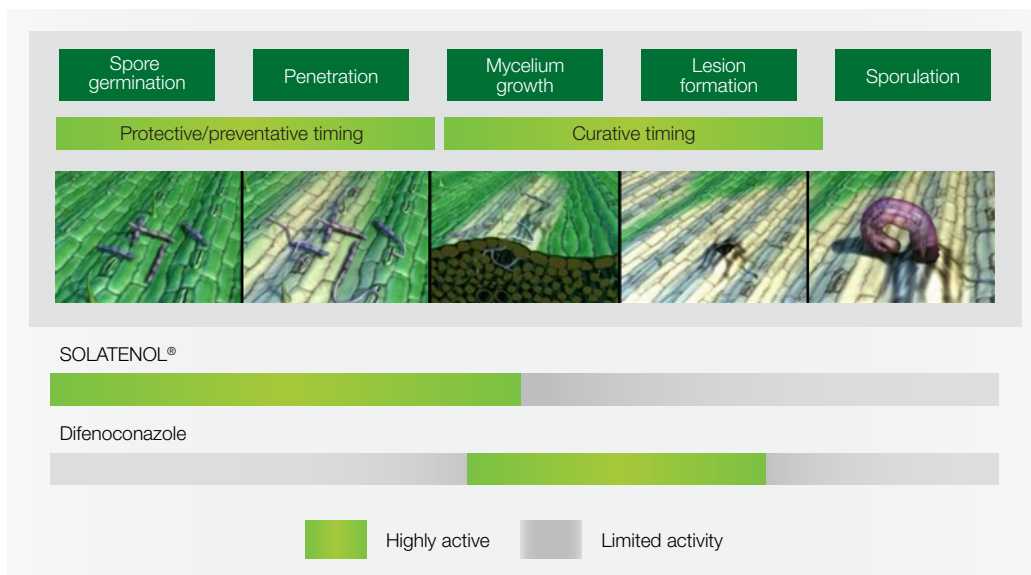 Spore
germination
Penetration
Mycelium
growth
Lesion
formation
Sporulation
Protective/preventative timing
Curative timing
SOLATENOL®
Difenoconazole
Highly active
Limited activity